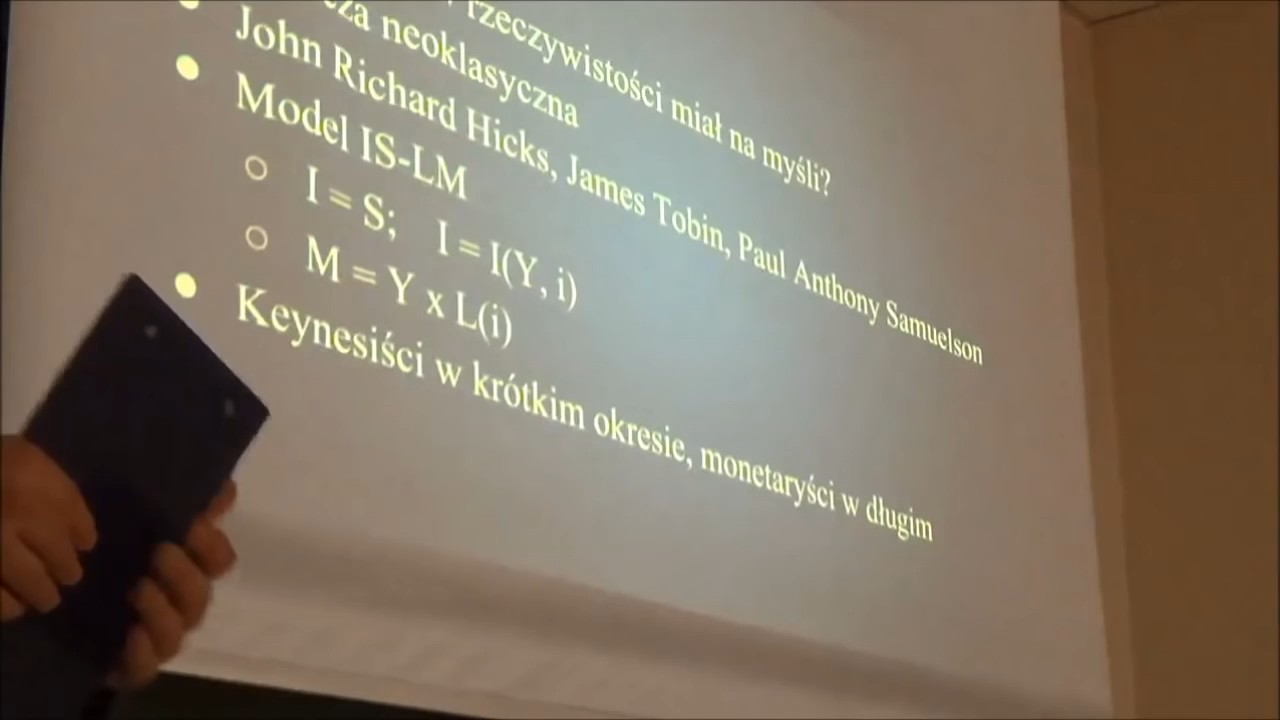 rzeczywistości miał na myśli?
neoklasyczna
John Richard Hicks, James Tobin, Paul Anthony Samuelson
Model IS-LM
I = S; I = I(Y, i)
M = Y x L(i)
Keynesiści w krótkim okresie, monetaryści w długim